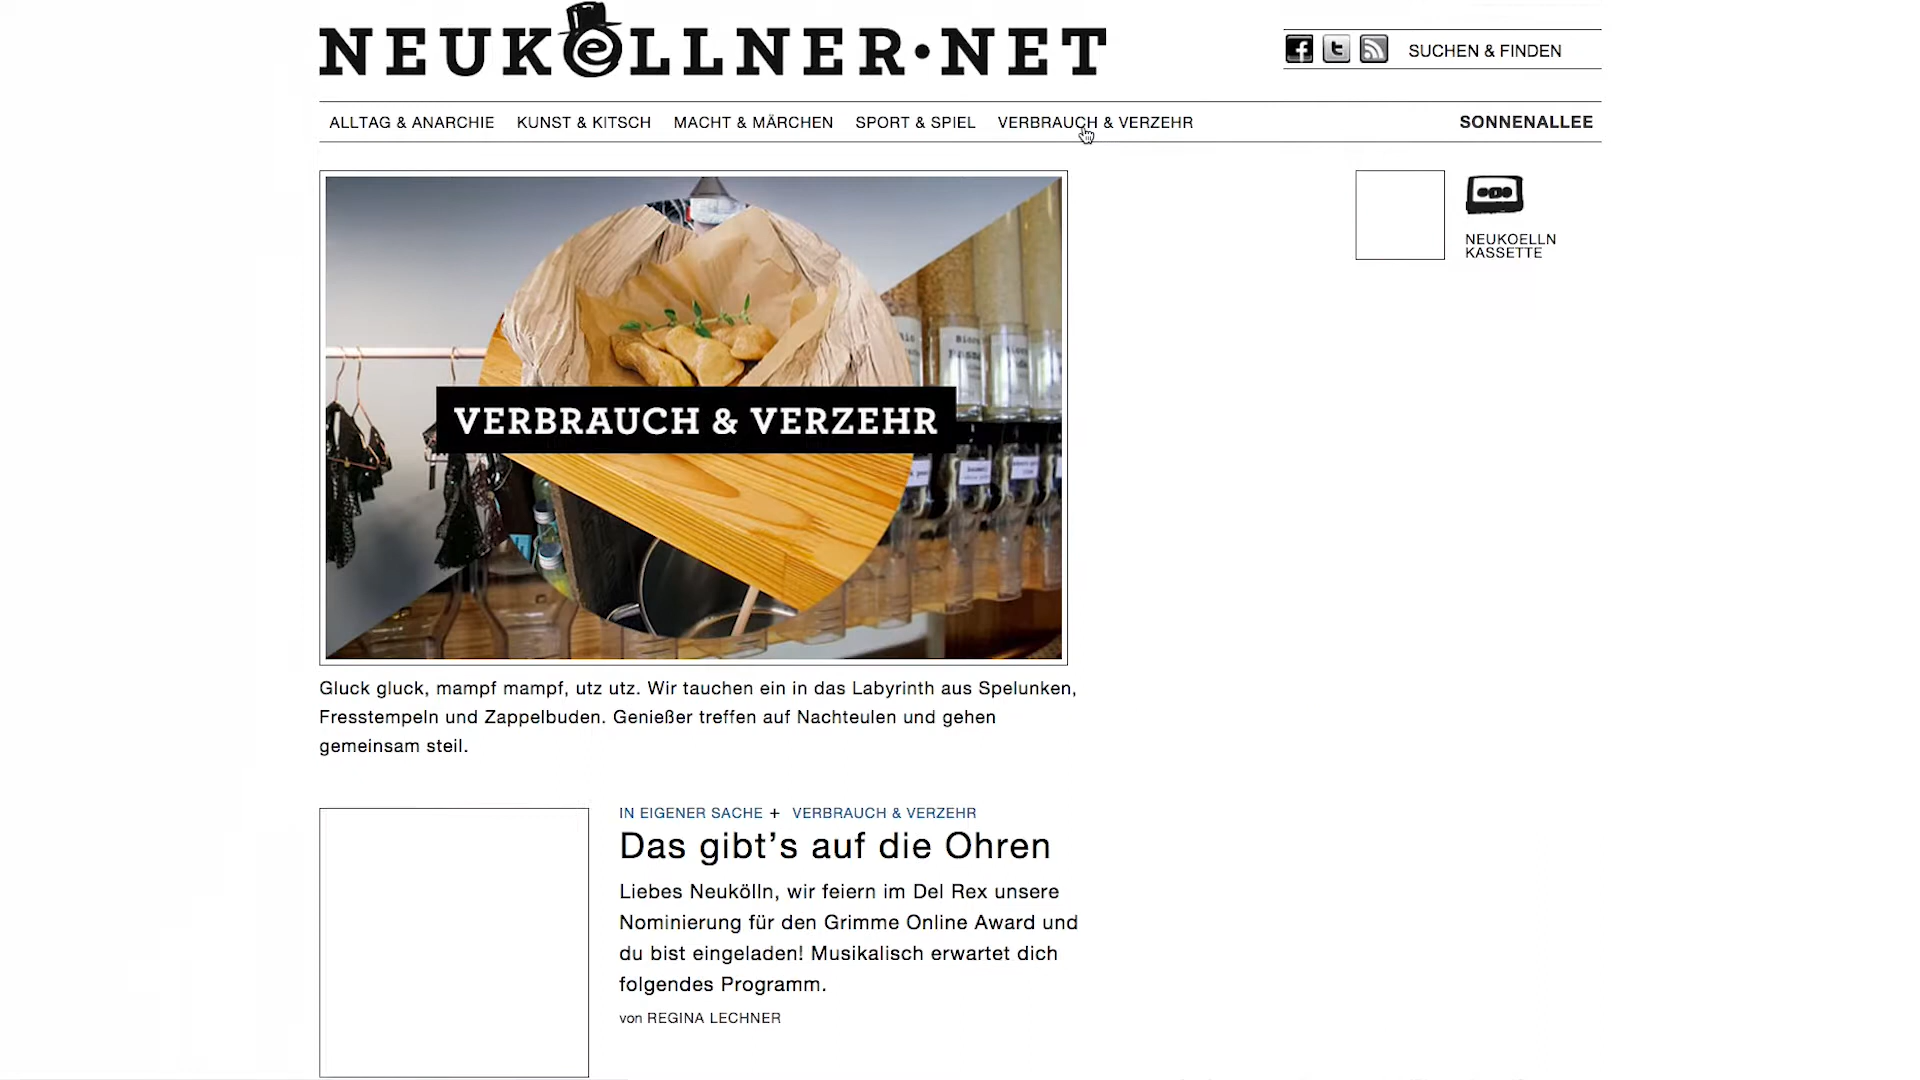 NEUKOELLNER·NET
SUCHEN & FINDEN
ALLTAG & ANARCHIE KUNST & KITSCH MACHT & MÄRCHEN SPORT & SPIEL VERBRAUCH & VERZEHR SONNENALLEE
NEUKOELLN
KASSETTE
VERBRAUCH & VERZEHR
Gluck gluck, mampf mampf, utz utz. Wir tauchen ein in das Labyrinth aus Spelunken,
Fresstempeln und Zappelbuden. Genießer treffen auf Nachteulen und gehen
gemeinsam steil.
IN EIGENER SACHE + VERBRAUCH & VERZEHR
Das gibt’s auf die Ohren
Liebes Neukölln, wir feiern im Del Rex unsere
Nominierung für den Grimme Online Award und
du bist eingeladen! Musikalisch erwartet dich
folgendes Programm.
von REGINA LECHNER